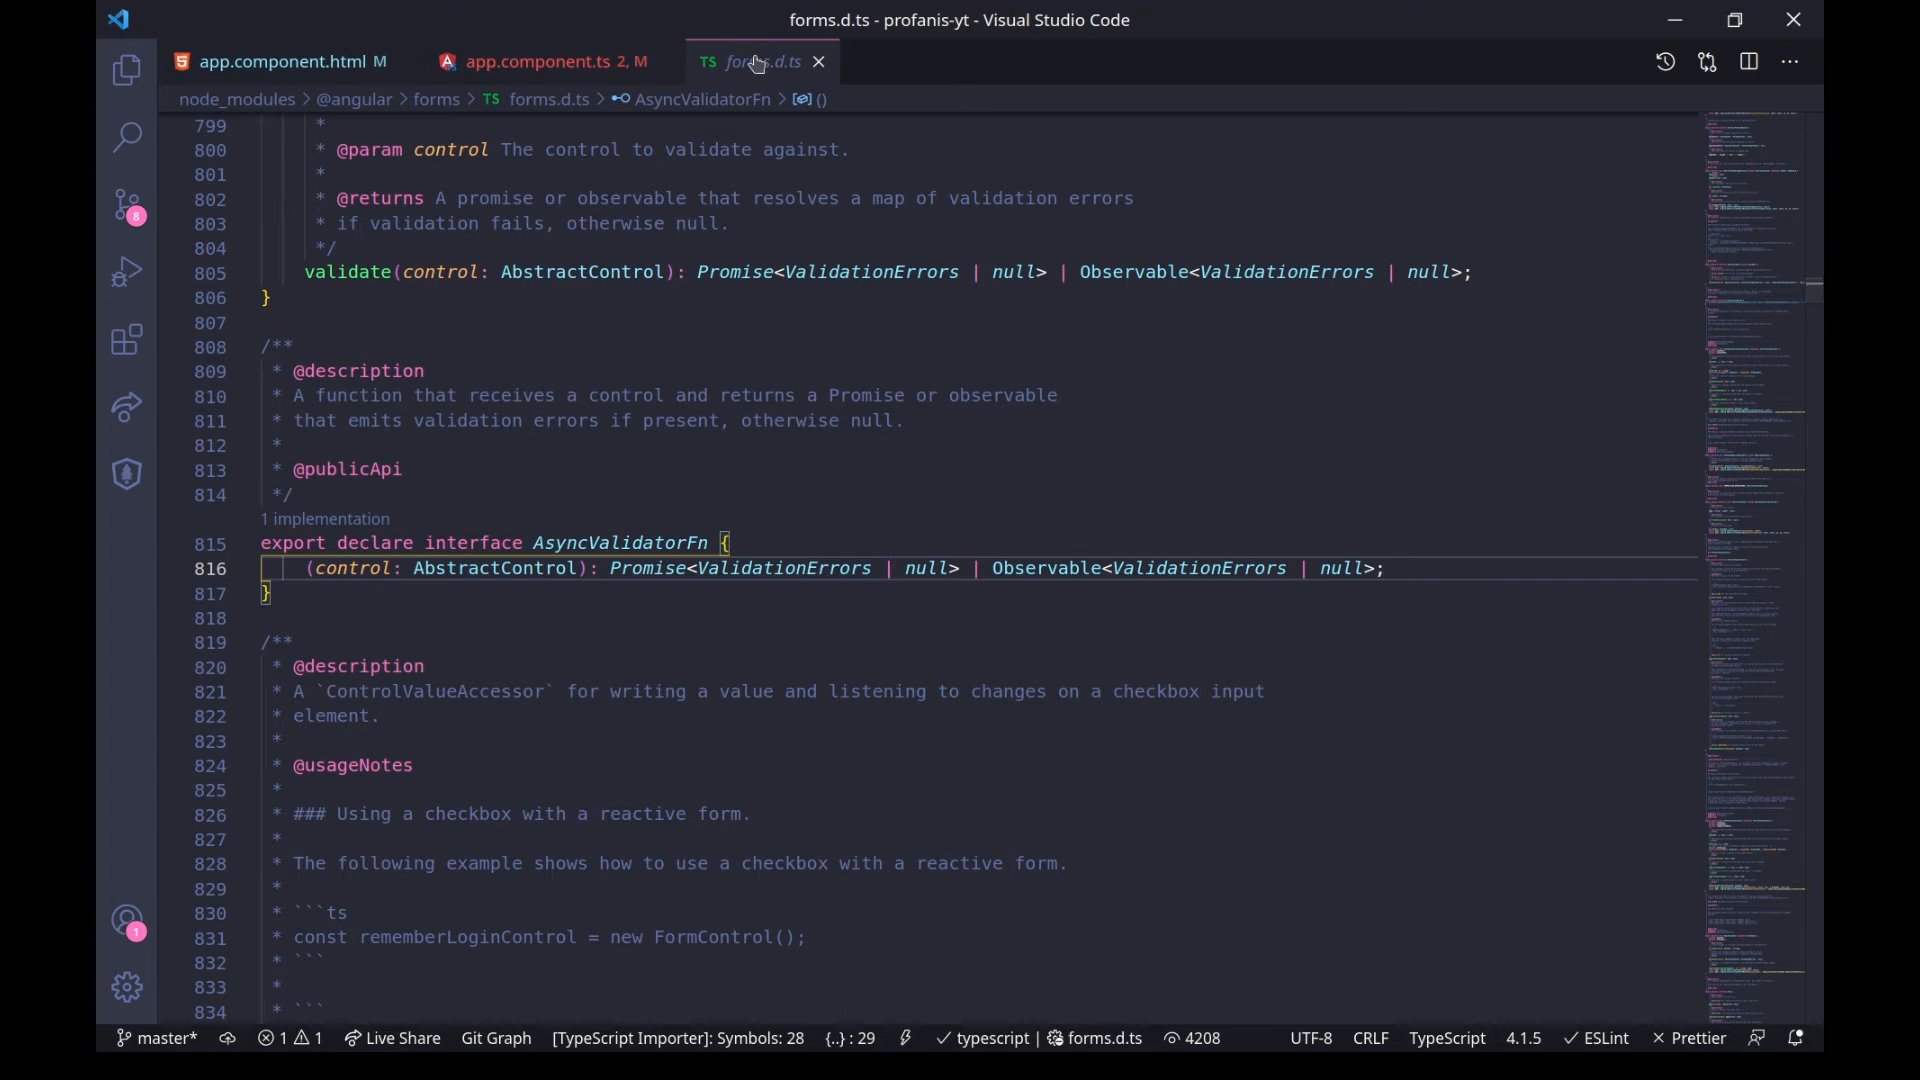 forms.d.ts - profanis-yt - Visual Studio Code
app.component.html M
app.component.ts 2, M
TS forms.d.ts
node_modules > @angular > forms > TS forms.d.ts > AsyncValidatorFn > ()
799 *
800 * @param control The control to validate against.
801 *
802 * @returns A promise or observable that resolves a map of validation errors
803 * if validation fails, otherwise null.
804 */
805 validate(control: AbstractControl): Promise<ValidationErrors | null> | Observable<ValidationErrors | null>;
806 }
807
808 /**
809 * @description
810 * A function that receives a control and returns a Promise or observable
811 * that emits validation errors if present, otherwise null.
812 *
813 * @publicApi
814 */
1 implementation
815 export declare interface AsyncValidatorFn {
816 (control: AbstractControl): Promise<ValidationErrors | null> | Observable<ValidationErrors | null>;
817 }
818
819 /**
820 * @description
821 * A `ControlValueAccessor` for writing a value and listening to changes on a checkbox input
822 * element.
823 *
824 * @usageNotes
825 *
826 * ### Using a checkbox with a reactive form.
827 *
828 * The following example shows how to use a checkbox with a reactive form.
829 *
830 * ```ts
831 * const rememberLoginControl = new FormControl();
832 * ```
833 *
834 * ```
8
1
master* 1 1 Live Share Git Graph [TypeScript Importer]: Symbols: 28 {..} : 29 typescript | forms.d.ts 4208 UTF-8 CRLF TypeScript 4.1.5 ESLint Prettier